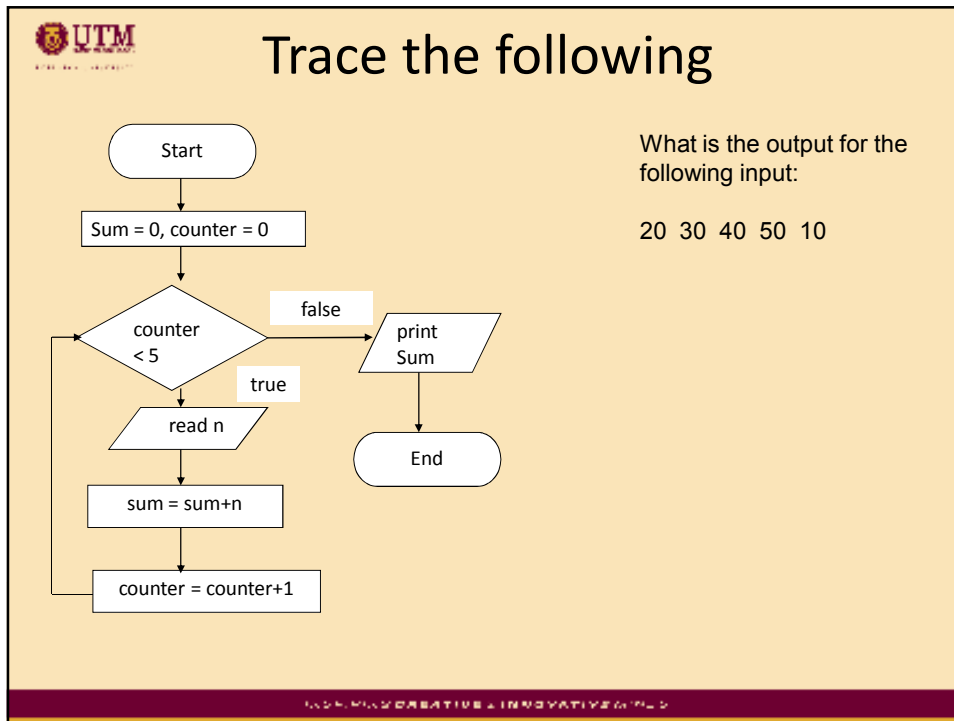 UTM
Trace the following
Start
Sum = 0, counter = 0
counter
< 5
false
print
Sum
true
read n
End
sum = sum+n
counter = counter+1
What is the output for the
following input:
20 30 40 50 10